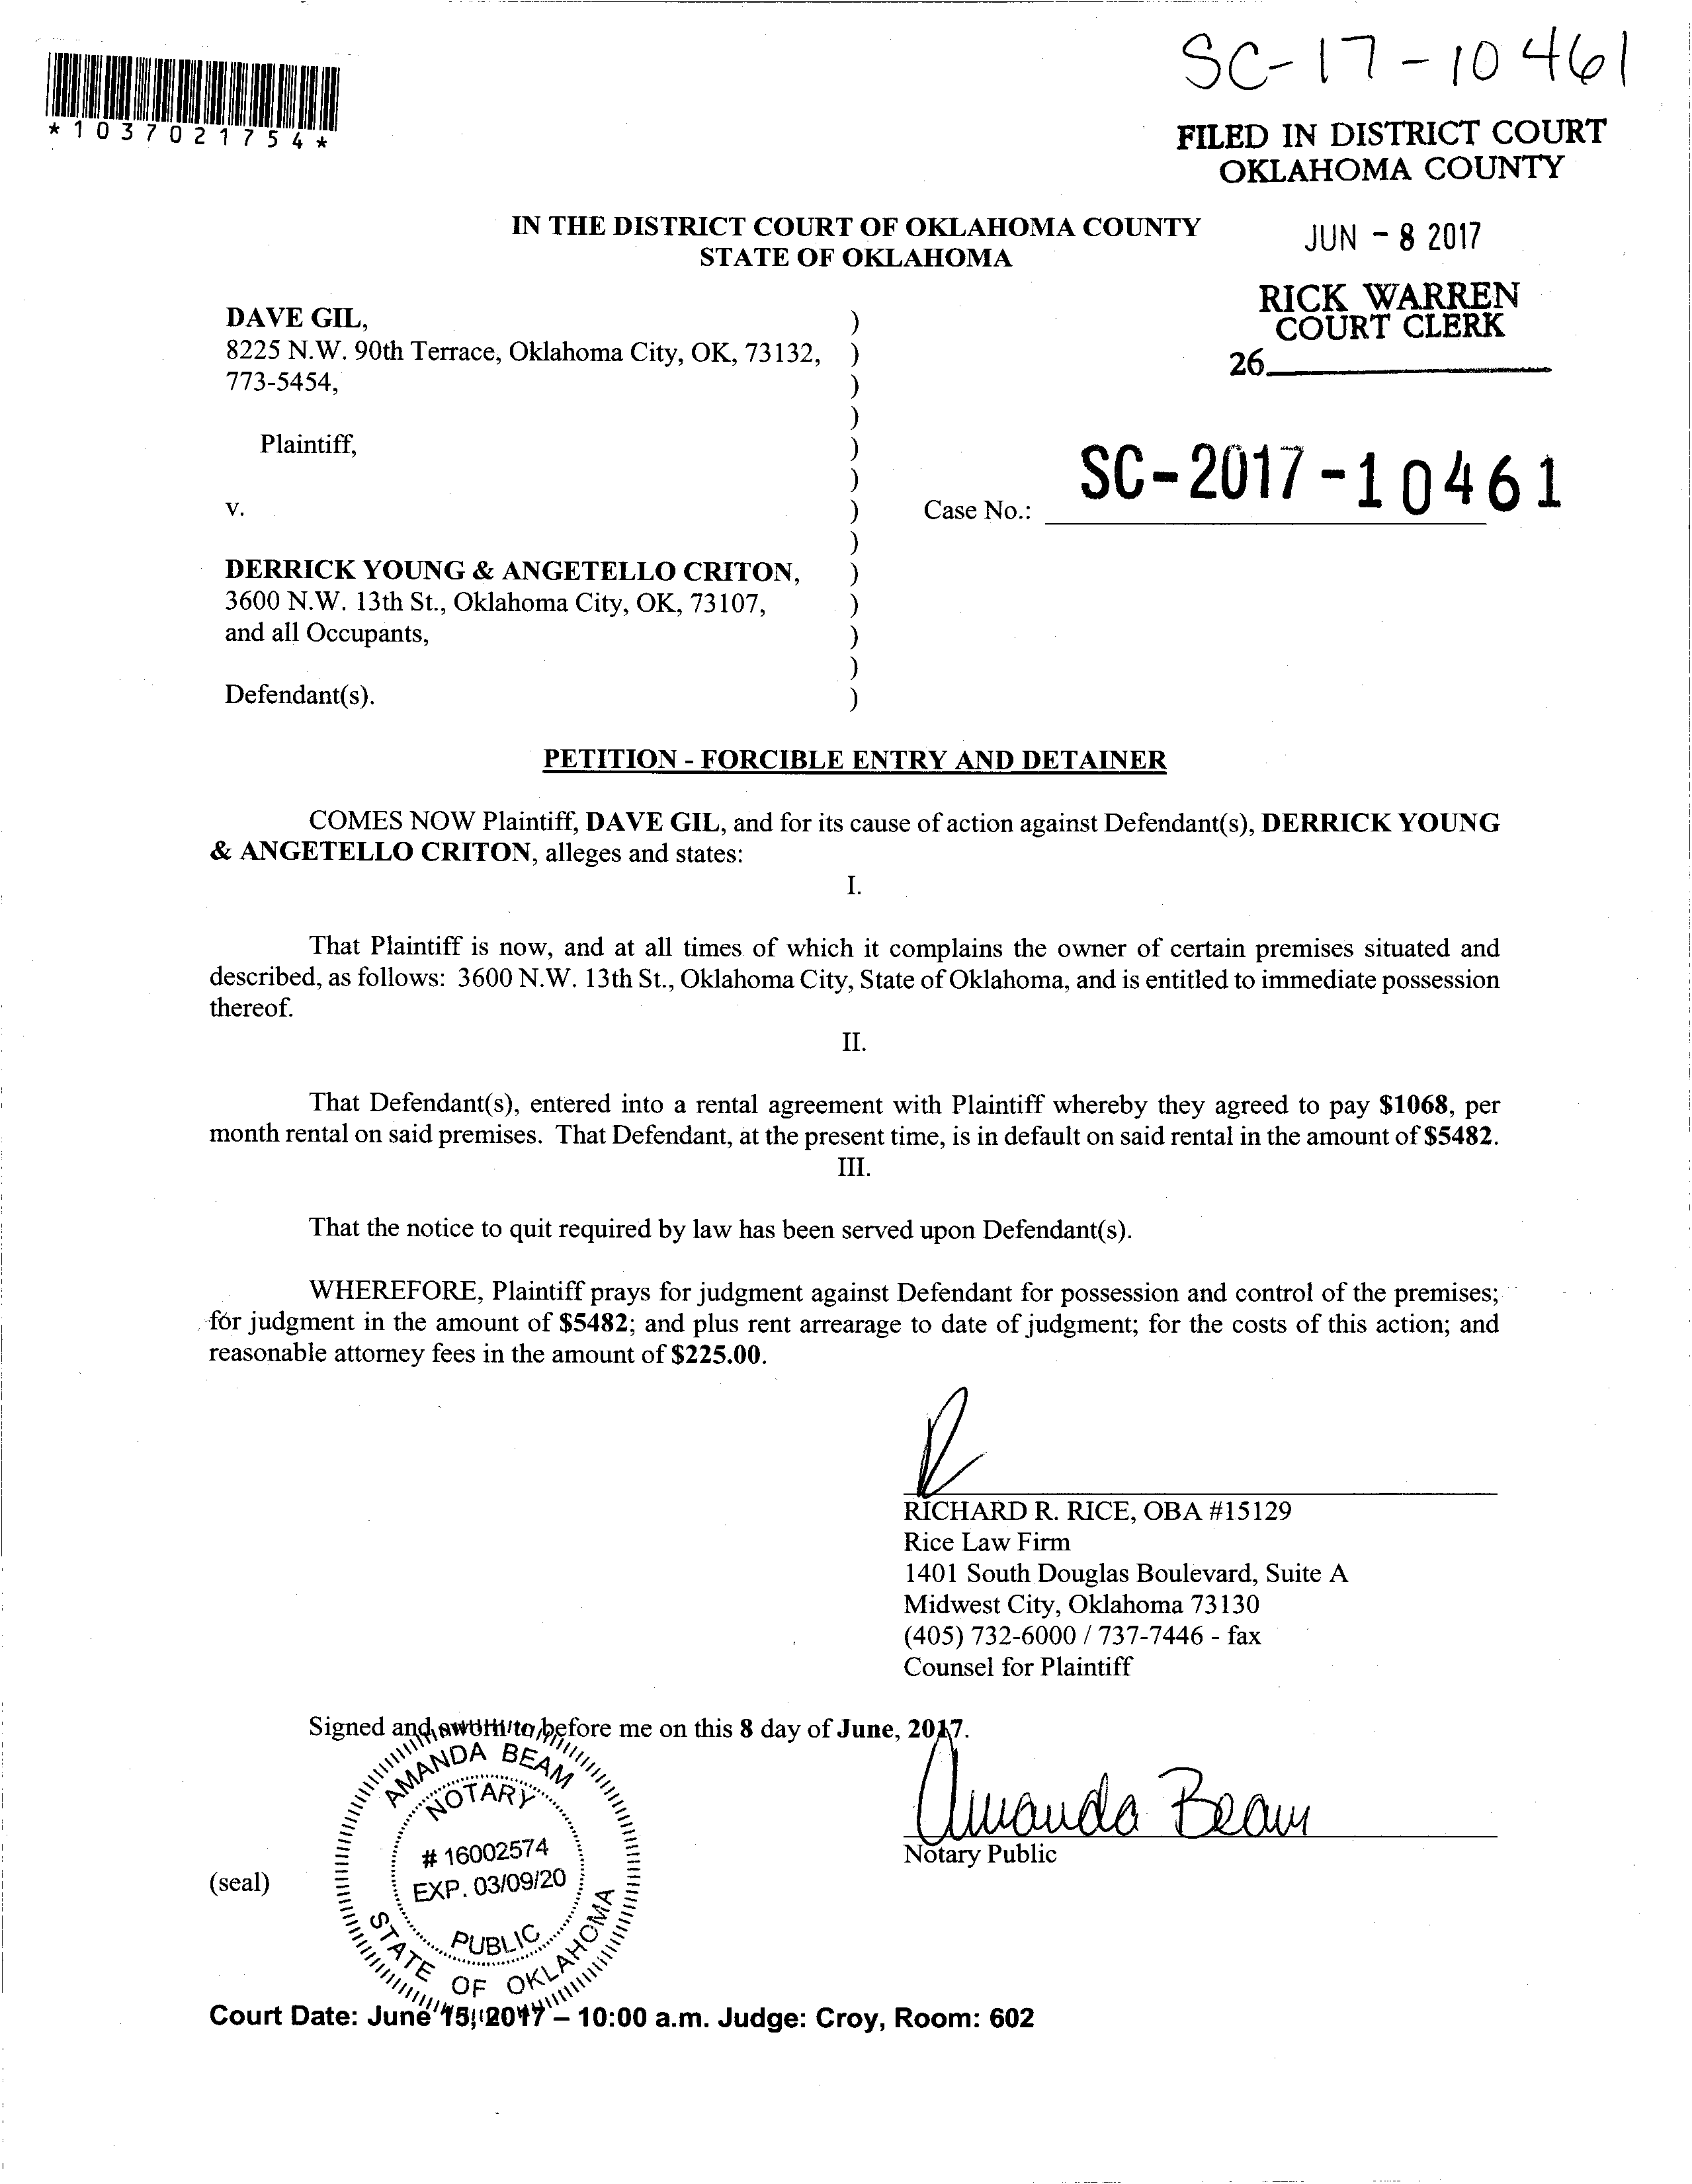 SC-17-10461
*1037021754*
FILED IN DISTRICT COURT
OKLAHOMA COUNTY
IN THE DISTRICT COURT OF OKLAHOMA COUNTY
STATE OF OKLAHOMA
JUN - 8 2017
RICK WARREN
COURT CLERK
26
DAVE GIL, )
8225 N.W. 90th Terrace, Oklahoma City, OK, 73132, )
773-5454, )
)
Plaintiff, )
)
v. ) Case No.: SC-2017-10461
)
DERRICK YOUNG & ANGETELLO CRITON, )
3600 N.W. 13th St., Oklahoma City, OK, 73107, )
and all Occupants, )
)
Defendant(s). )
PETITION - FORCIBLE ENTRY AND DETAINER
COMES NOW Plaintiff, DAVE GIL, and for its cause of action against Defendant(s), DERRICK YOUNG
& ANGETELLO CRITON, alleges and states:
I.
That Plaintiff is now, and at all times of which it complains the owner of certain premises situated and
described, as follows: 3600 N.W. 13th St., Oklahoma City, State of Oklahoma, and is entitled to immediate possession
thereof.
II.
That Defendant(s), entered into a rental agreement with Plaintiff whereby they agreed to pay $1068, per
month rental on said premises. That Defendant, at the present time, is in default on said rental in the amount of $5482.
III.
That the notice to quit required by law has been served upon Defendant(s).
WHEREFORE, Plaintiff prays for judgment against Defendant for possession and control of the premises;
for judgment in the amount of $5482; and plus rent arrearage to date of judgment; for the costs of this action; and
reasonable attorney fees in the amount of $225.00.
R
RICHARD R. RICE, OBA #15129
Rice Law Firm
1401 South Douglas Boulevard, Suite A
Midwest City, Oklahoma 73130
(405) 732-6000 / 737-7446 - fax
Counsel for Plaintiff
Signed and sworn to before me on this 8 day of June, 2017.
AMANDA BEAM
NOTARY
# 16002574
EXP. 03/09/20
PUBLIC
STATE OF OKLAHOMA
Amanda Beam
Notary Public
(seal)
Court Date: June 15, 2017 – 10:00 a.m. Judge: Croy, Room: 602